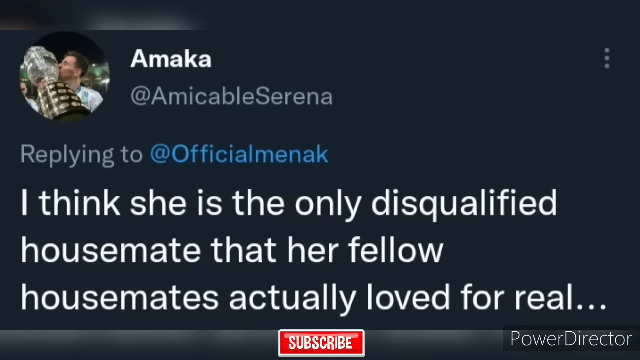 Amaka
@AmicableSerena
Replying to @Officialmenak
I think she is the only disqualified
housemate that her fellow
housemates actually loved for real...
SUBSCRIBE
PowerDirector